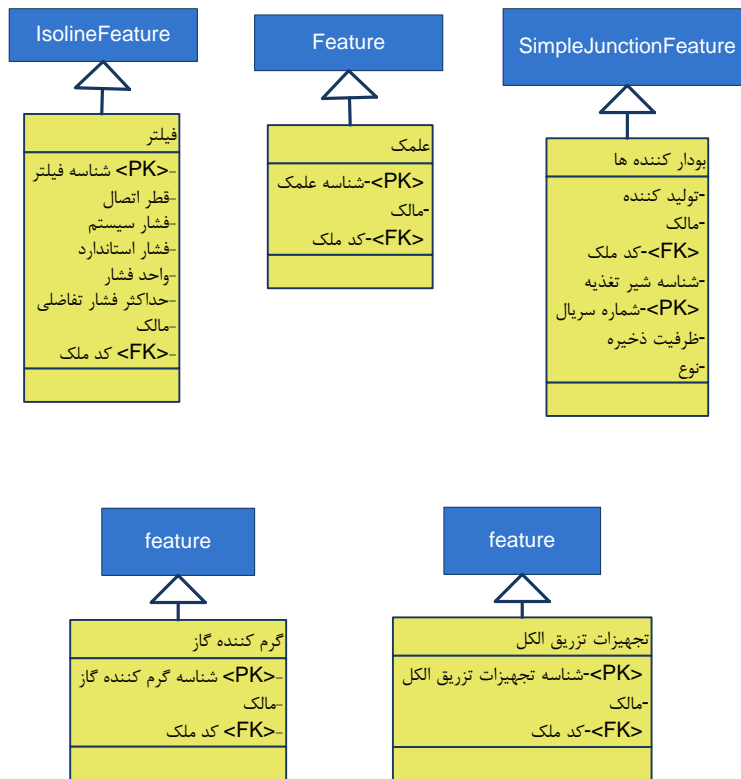 IsolineFeature
فیلتر
-<PK> شناسه فیلتر
-قطر اتصال
-فشار سیستم
-فشار استاندارد
-واحد فشار
-حداکثر فشار تفاضلی
-مالک
-<FK> کد ملک
Feature
علمک
<PK>-شناسه علمک
-مالک
<FK>-کد ملک
SimpleJunctionFeature
بودار کننده ها
-تولید کننده
-مالک
<FK>-کد ملک
-شناسه شیر تغذیه
<PK>-شماره سریال
-ظرفیت ذخیره
-نوع
feature
گرم کننده گاز
-<PK> شناسه گرم کننده گاز
-مالک
-<FK> کد ملک
feature
تجهیزات تزریق الکل
<PK>-شناسه تجهیزات تزریق الکل
-مالک
<FK>-کد ملک